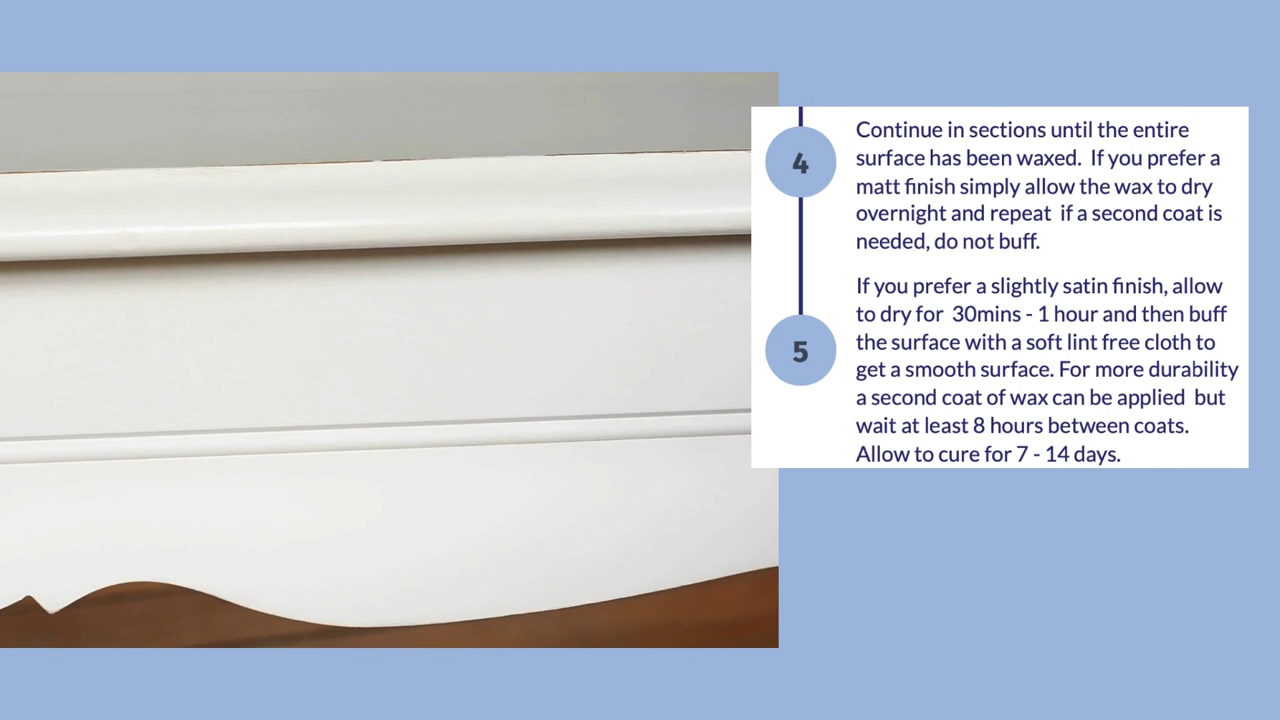 4
Continue in sections until the entire
surface has been waxed.  If you prefer a
matt finish simply allow the wax to dry
overnight and repeat  if a second coat is
needed, do not buff.
5
If you prefer a slightly satin finish, allow
to dry for  30mins - 1 hour and then buff
the surface with a soft lint free cloth to
get a smooth surface. For more durability
a second coat of wax can be applied  but
wait at least 8 hours between coats.
Allow to cure for 7 - 14 days.